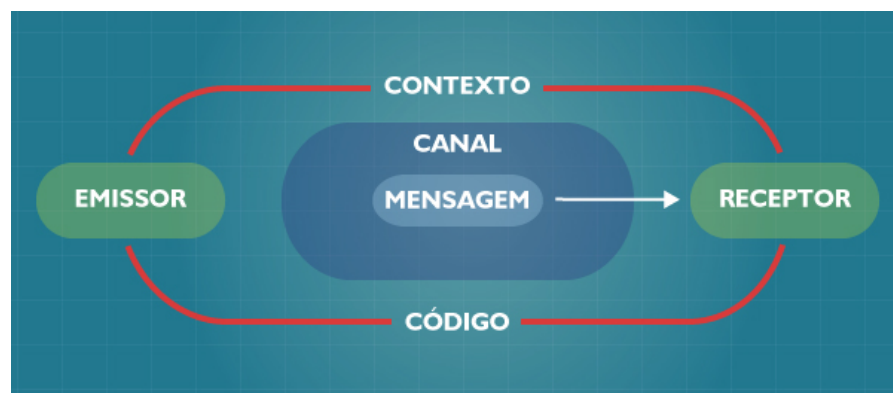 CONTEXTO
CANAL
EMISSOR
MENSAGEM
RECEPTOR
CÓDIGO